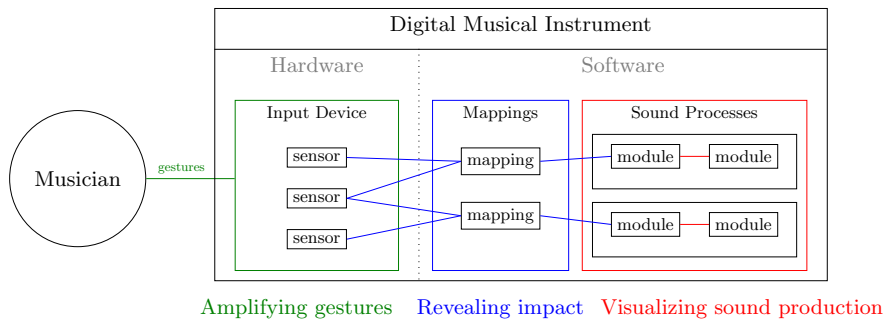 Digital Musical Instrument
Hardware
Software
Input Device
Mappings
Sound Processes
Musician
gestures
sensor
sensor
sensor
mapping
mapping
module
module
module
module
Amplifying gestures
Revealing impact
Visualizing sound production